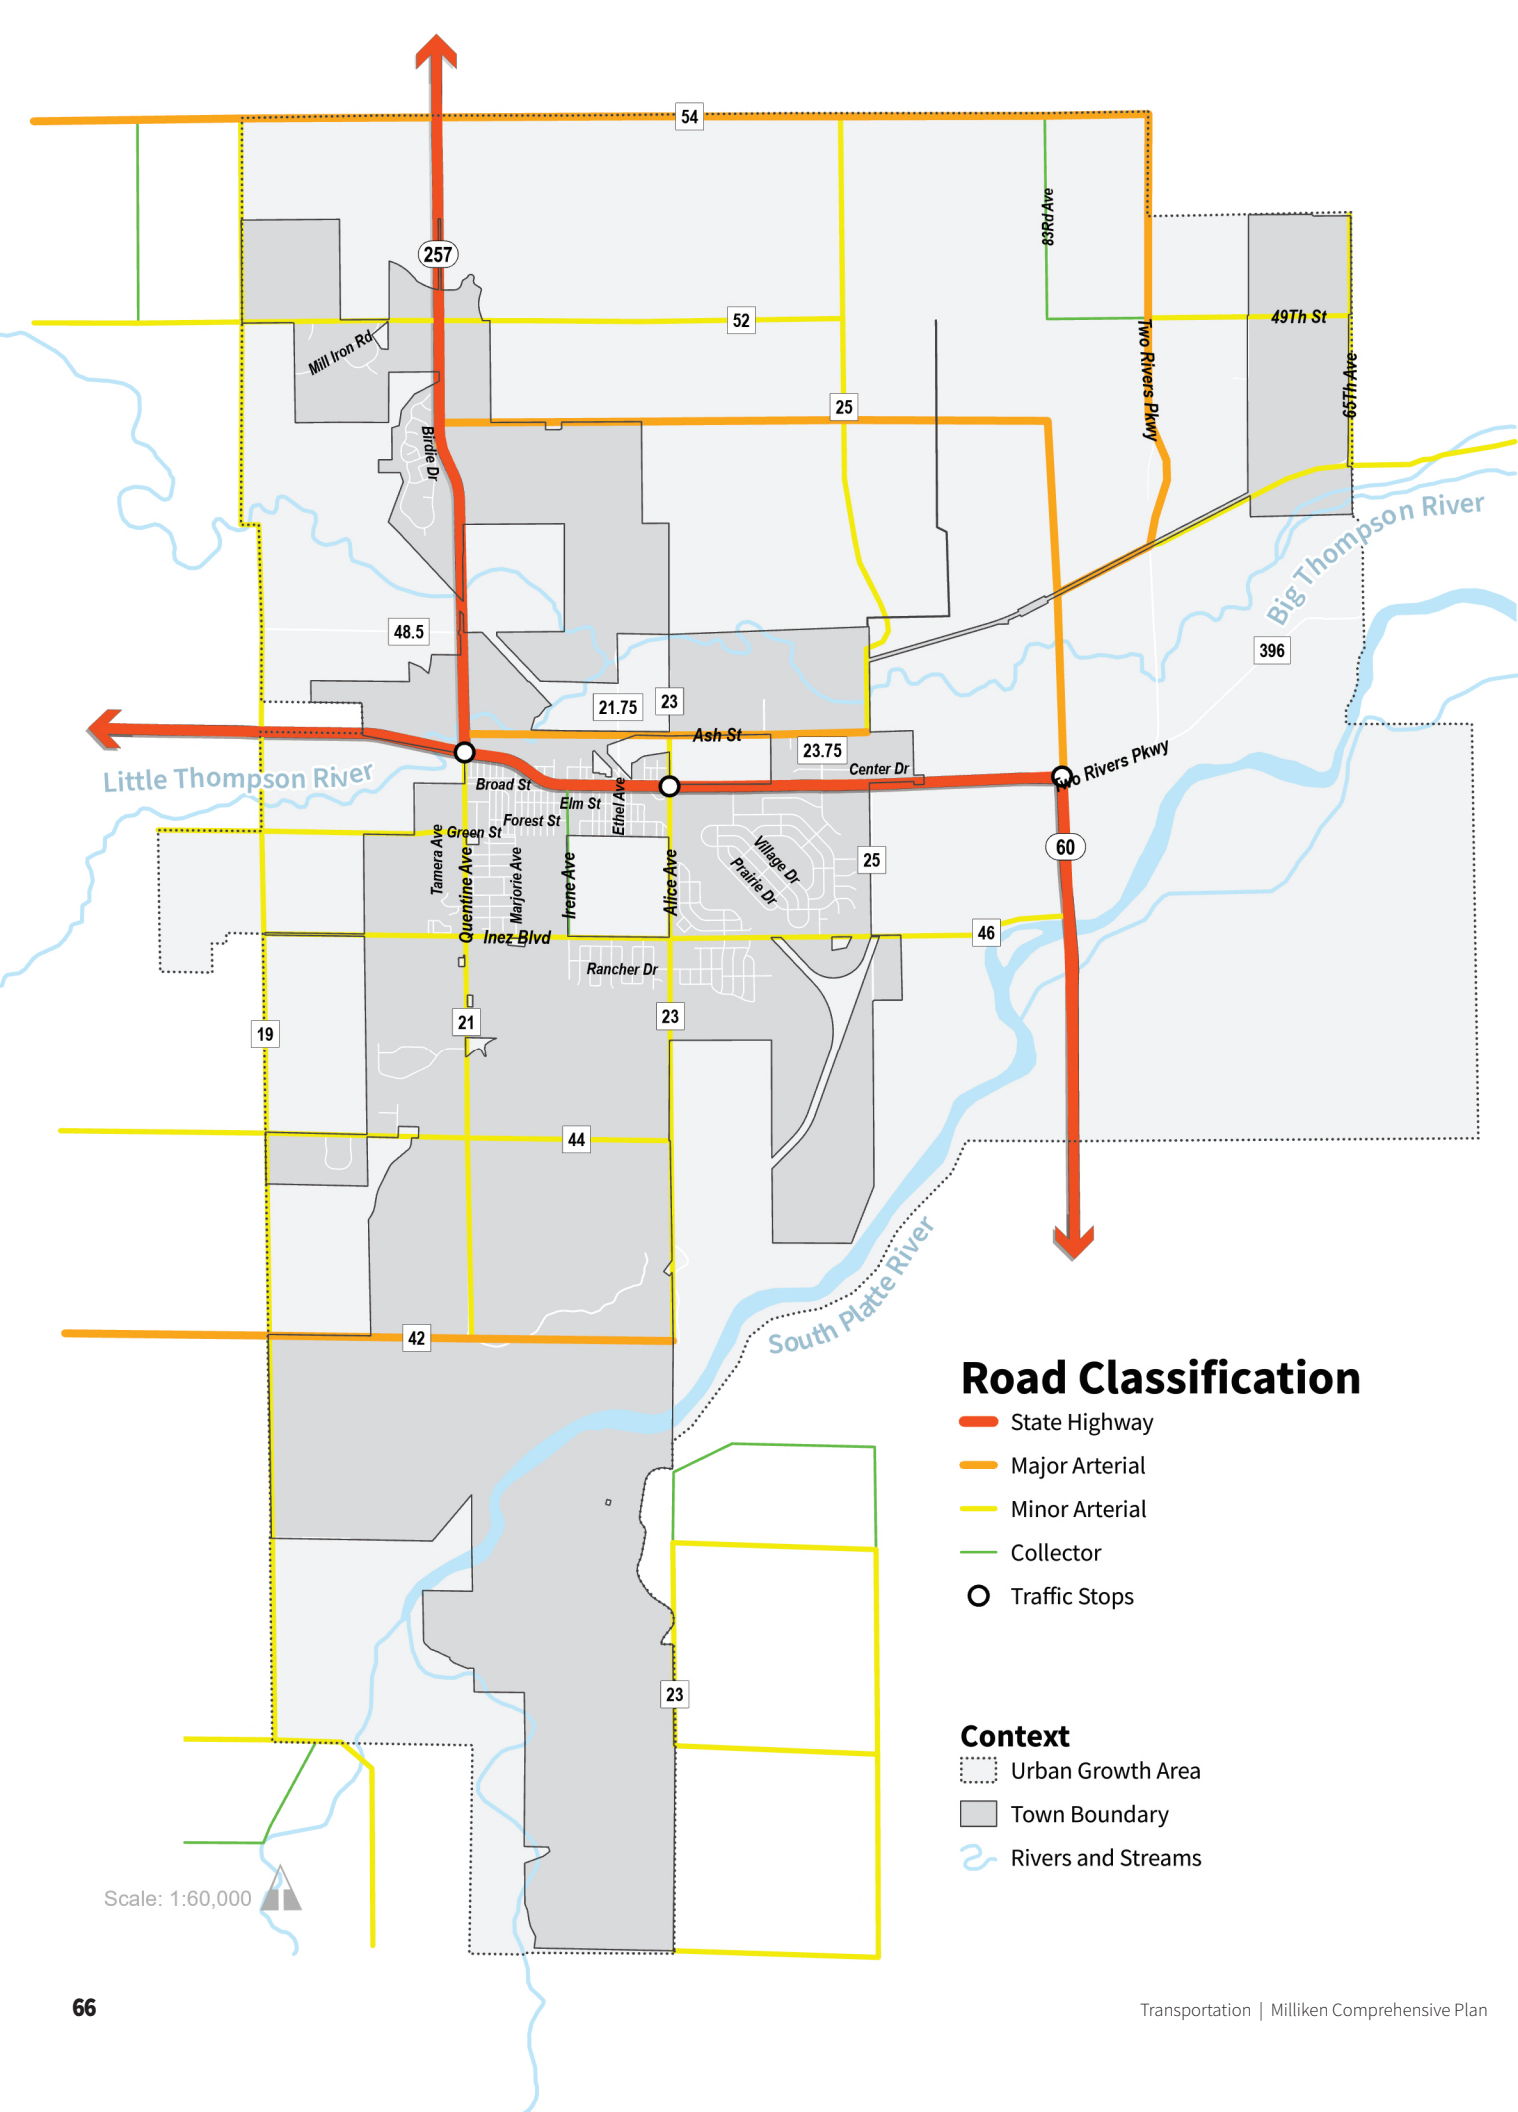 54
83Rd Ave
257
52
49Th St
Mill Iron Rd
Two Rivers Pkwy
65Th Ave
25
Birdie Dr
Big Thompson River
48.5
396
21.75
23
Ash St
23.75
Two Rivers Pkwy
Center Dr
Little Thompson River
Broad St
Elm St
Ethel Ave
Forest St
Green St
Tamera Ave
Quentine Ave
Marjorie Ave
Irene Ave
Alice Ave
Village Dr
Prairie Dr
25
60
Inez Blvd
46
Rancher Dr
19
21
23
44
South Platte River
42
Road Classification
State Highway
Major Arterial
Minor Arterial
Collector
Traffic Stops
23
Context
Urban Growth Area
Town Boundary
Rivers and Streams
Scale: 1:60,000
66
Transportation | Milliken Comprehensive Plan